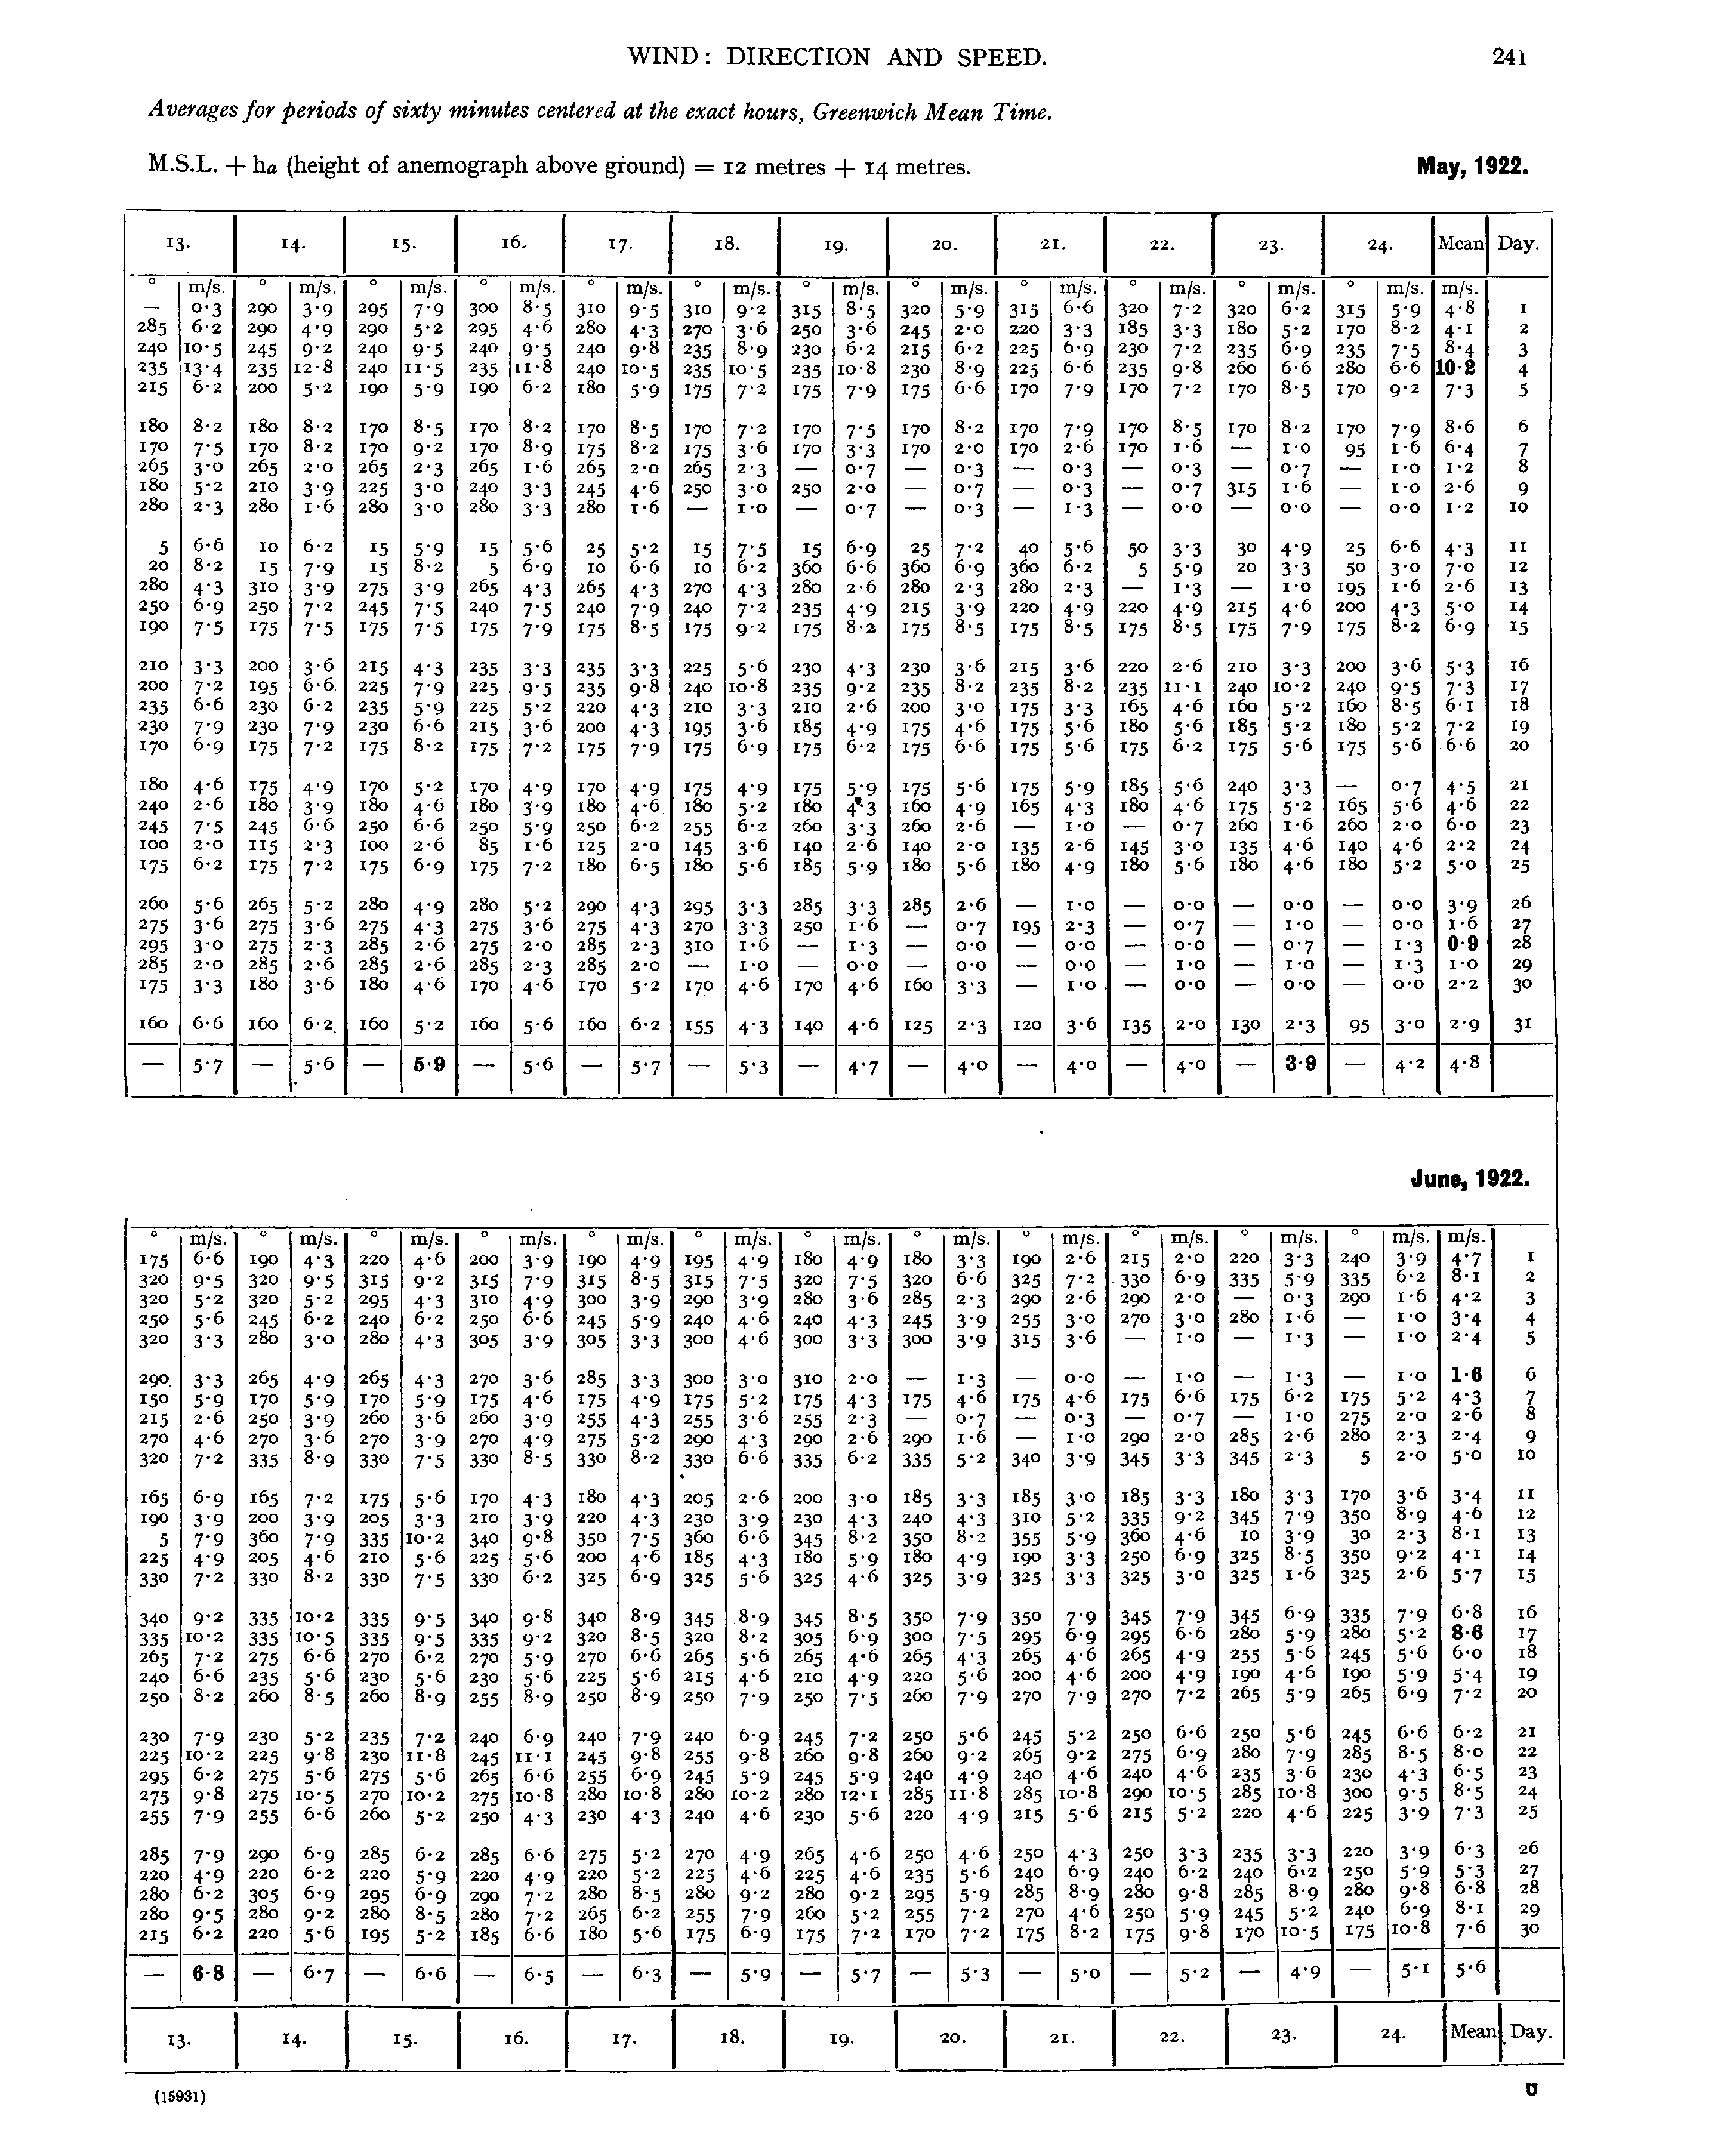 WIND: DIRECTION AND SPEED. 241
Averages for periods of sixty minutes centered at the exact hours, Greenwich Mean Time.
M.S.L. + ha (height of anemograph above ground) = 12 metres + 14 metres. May, 1922.
13. 14. 15. 16. 17. 18. 19. 20. 21. 22. 23. 24. Mean Day.
° m/s. ° m/s. ° m/s. ° m/s. ° m/s. ° m/s. ° m/s. ° m/s. ° m/s. ° m/s. ° m/s. ° m/s. m/s.
— 0·3 290 3·9 295 7·9 300 8·5 310 9·5 310 9·2 315 8·5 320 5·9 315 6·6 320 7·2 320 6·2 315 5·9 4·8 1
285 6·2 290 4·9 290 5·2 295 4·6 280 4·3 270 3·6 250 3·6 245 2·0 220 3·3 185 3·3 180 5·2 170 8·2 4·1 2
240 10·5 245 9·2 240 9·5 240 9·5 240 9·8 235 8·9 230 6·2 215 6·2 225 6·9 230 7·2 235 6·9 235 7·5 8·4 3
235 13·4 235 12·8 240 11·5 235 11·8 240 10·5 235 10·5 235 10·8 230 8·9 225 6·6 235 9·8 260 6·6 280 6·6 10·2 4
215 6·2 200 5·2 190 5·9 190 6·2 180 5·9 175 7·2 175 7·9 175 6·6 170 7·9 170 7·2 170 8·5 170 9·2 7·3 5
180 8·2 180 8·2 170 8·5 170 8·2 170 8·5 170 7·2 170 7·5 170 8·2 170 7·9 170 8·5 170 8·2 170 7·9 8·6 6
170 7·5 170 8·2 170 9·2 170 8·9 175 8·2 175 3·6 170 3·3 170 2·0 170 2·6 170 1·6 — 1·0 95 1·6 6·4 7
265 3·0 265 2·0 265 2·3 265 1·6 265 2·0 265 2·3 — 0·7 — 0·3 — 0·3 — 0·3 — 0·7 — 1·0 1·2 8
180 5·2 210 3·9 225 3·0 240 3·3 245 4·6 250 3·0 250 2·0 — 0·7 — 0·3 — 0·7 315 1·6 — 1·0 2·6 9
280 2·3 280 1·6 280 3·0 280 3·3 280 1·6 — 1·0 — 0·7 — 0·3 — 1·3 — 0·0 — 0·0 — 0·0 1·2 10
5 6·6 10 6·2 15 5·9 15 5·6 25 5·2 15 7·5 15 6·9 25 7·2 40 5·6 50 3·3 30 4·9 25 6·6 4·3 11
20 8·2 15 7·9 15 8·2 5 6·9 10 6·6 10 6·2 360 6·6 360 6·9 360 6·2 5 5·9 20 3·3 50 3·0 7·0 12
280 4·3 310 3·9 275 3·9 265 4·3 265 4·3 270 4·3 280 2·6 280 2·3 280 2·3 — 1·3 — 1·0 195 1·6 2·6 13
250 6·9 250 7·2 245 7·5 240 7·5 240 7·9 240 7·2 235 4·9 215 3·9 220 4·9 220 4·9 215 4·6 200 4·3 5·0 14
190 7·5 175 7·5 175 7·5 175 7·9 175 8·5 175 9·2 175 8·2 175 8·5 175 8·5 175 8·5 175 7·9 175 8·2 6·9 15
210 3·3 200 3·6 215 4·3 235 3·3 235 3·3 225 5·6 230 4·3 230 3·6 215 3·6 220 2·6 210 3·3 200 3·6 5·3 16
200 7·2 195 6·6 225 7·9 225 9·5 235 9·8 240 10·8 235 9·2 235 8·2 235 8·2 235 11·1 240 10·2 240 9·5 7·3 17
235 6·6 230 6·2 235 5·9 225 5·2 220 4·3 210 3·3 210 2·6 200 3·0 175 3·3 165 4·6 160 5·2 160 8·5 6·1 18
230 7·9 230 7·9 230 6·6 215 3·6 200 4·3 195 3·6 185 4·9 175 4·6 175 5·6 180 5·6 185 5·2 180 5·2 7·2 19
170 6·9 175 7·2 175 8·2 175 7·2 175 7·9 175 6·9 175 6·2 175 6·6 175 5·6 175 6·2 175 5·6 175 5·6 6·6 20
180 4·6 175 4·9 170 5·2 170 4·9 170 4·9 175 4·9 175 5·9 175 5·6 175 5·9 185 5·6 240 3·3 — 0·7 4·5 21
240 2·6 180 3·9 180 4·6 180 3·9 180 4·6 180 5·2 180 4·3 160 4·9 165 4·3 180 4·6 175 5·2 165 5·6 4·6 22
245 7·5 245 6·6 250 6·6 250 5·9 250 6·2 255 6·2 260 3·3 260 2·6 — 1·0 — 0·7 260 1·6 260 2·0 6·0 23
100 2·0 115 2·3 100 2·6 85 1·6 125 2·0 145 3·6 140 2·6 140 2·0 135 2·6 145 3·0 135 4·6 140 4·6 2·2 24
175 6·2 175 7·2 175 6·9 175 7·2 180 6·5 180 5·6 185 5·9 180 5·6 180 4·9 180 5·6 180 4·6 180 5·2 5·0 25
260 5·6 265 5·2 280 4·9 280 5·2 290 4·3 295 3·3 285 3·3 285 2·6 — 1·0 — 0·0 — 0·0 — 0·0 3·9 26
275 3·6 275 3·6 275 4·3 275 3·6 275 4·3 270 3·3 250 1·6 — 0·7 195 2·3 — 0·7 — 1·0 — 0·0 1·6 27
295 3·0 275 2·3 285 2·6 275 2·0 285 2·3 310 1·6 — 1·3 — 0·0 — 0·0 — 0·0 — 0·7 — 1·3 0·9 28
285 2·0 285 2·6 285 2·6 285 2·3 285 2·0 — 1·0 — 0·0 — 0·0 — 0·0 — 1·0 — 1·0 — 1·3 1·0 29
175 3·3 180 3·6 180 4·6 170 4·6 170 5·2 170 4·6 170 4·6 160 3·3 — 1·0 — 0·0 — 0·0 — 0·0 2·2 30
160 6·6 160 6·2 160 5·2 160 5·6 160 6·2 155 4·3 140 4·6 125 2·3 120 3·6 135 2·0 130 2·3 95 3·0 2·9 31
— 5·7 — 5·6 — 5·9 — 5·6 — 5·7 — 5·3 — 4·7 — 4·0 — 4·0 — 4·0 — 3·9 — 4·2 4·8
June, 1922.
° m/s. ° m/s. ° m/s. ° m/s. ° m/s. ° m/s. ° m/s. ° m/s. ° m/s. ° m/s. ° m/s. ° m/s. m/s.
175 6·6 190 4·3 220 4·6 200 3·9 190 4·9 195 4·9 180 4·9 180 3·3 190 2·6 215 2·0 220 3·3 240 3·9 4·7 1
320 9·5 320 9·5 315 9·2 315 7·9 315 8·5 315 7·5 320 7·5 320 6·6 325 7·2 330 6·9 335 5·9 335 6·2 8·1 2
320 5·2 320 5·2 295 4·3 310 4·9 300 3·9 290 3·9 280 3·6 285 2·3 290 2·6 290 2·0 — 0·3 290 1·6 4·2 3
250 5·6 245 6·2 240 6·2 250 6·6 245 5·9 240 4·6 240 4·3 245 3·9 255 3·0 270 3·0 280 1·6 — 1·0 3·4 4
320 3·3 280 3·0 280 4·3 305 3·9 305 3·3 300 4·6 300 3·3 300 3·9 315 3·6 — 1·0 — 1·3 — 1·0 2·4 5
290 3·3 265 4·9 265 4·3 270 3·6 285 3·3 300 3·0 310 2·0 — 1·3 — 0·0 — 1·0 — 1·3 — 1·0 1·6 6
150 5·9 170 5·9 170 5·9 175 4·6 175 4·9 175 5·2 175 4·3 175 4·6 175 4·6 175 6·6 175 6·2 175 5·2 4·3 7
215 2·6 250 3·9 260 3·6 260 3·9 255 4·3 255 3·6 255 2·3 — 0·7 — 0·3 — 0·7 — 1·0 275 2·0 2·6 8
270 4·6 270 3·6 270 3·9 270 4·9 275 5·2 290 4·3 290 2·6 290 1·6 — 1·0 290 2·0 285 2·6 280 2·3 2·4 9
320 7·2 335 8·9 330 7·5 330 8·5 330 8·2 330 6·6 335 6·2 335 5·2 340 3·9 345 3·3 345 2·3 5 2·0 5·0 10
165 6·9 165 7·2 175 5·6 170 4·3 180 4·3 205 2·6 200 3·0 185 3·3 185 3·0 185 3·3 180 3·3 170 3·6 3·4 11
190 3·9 200 3·9 205 3·3 210 3·9 220 4·3 230 3·9 230 4·3 240 4·3 310 5·2 335 9·2 345 7·9 350 8·9 4·6 12
5 7·9 360 7·9 335 10·2 340 9·8 350 7·5 360 6·6 345 8·2 350 8·2 355 5·9 360 4·6 10 3·9 30 2·3 8·1 13
225 4·9 205 4·6 210 5·6 225 5·6 200 4·6 185 4·3 180 5·9 180 4·9 190 3·3 250 6·9 325 8·5 350 9·2 4·1 14
330 7·2 330 8·2 330 7·5 330 6·2 325 6·9 325 5·6 325 4·6 325 3·9 325 3·3 325 3·0 325 1·6 325 2·6 5·7 15
340 9·2 335 10·2 335 9·5 340 9·8 340 8·9 345 8·9 345 8·5 350 7·9 350 7·9 345 7·9 345 6·9 335 7·9 6·8 16
335 10·2 335 10·5 335 9·5 335 9·2 320 8·5 320 8·2 305 6·9 300 7·5 295 6·9 295 6·6 280 5·9 280 5·2 8·6 17
265 7·2 275 6·6 270 6·2 270 5·9 270 6·6 265 5·6 265 4·6 265 4·3 265 4·6 265 4·9 255 5·6 245 5·6 6·0 18
240 6·6 235 5·6 230 5·6 230 5·6 225 5·6 215 4·6 210 4·9 220 5·6 200 4·6 200 4·9 190 4·6 190 5·9 5·4 19
250 8·2 260 8·5 260 8·9 255 8·9 250 8·9 250 7·9 250 7·5 260 7·9 270 7·9 270 7·2 265 5·9 265 6·9 7·2 20
230 7·9 230 5·2 235 7·2 240 6·9 240 7·9 240 6·9 245 7·2 250 5·6 245 5·2 250 6·6 250 5·6 245 6·6 6·2 21
225 10·2 225 9·8 230 11·8 245 11·1 245 9·8 255 9·8 260 9·8 260 9·2 265 9·2 275 6·9 280 7·9 285 8·5 8·0 22
295 6·2 275 5·6 275 5·6 265 6·6 255 6·9 245 5·9 245 5·9 240 4·9 240 4·6 240 4·6 235 3·6 230 4·3 6·5 23
275 9·8 275 10·5 270 10·2 275 10·8 280 10·8 280 10·2 280 12·1 285 11·8 285 10·8 290 10·5 285 10·8 300 9·5 8·5 24
255 7·9 255 6·6 260 5·2 250 4·3 230 4·3 240 4·6 230 5·6 220 4·9 215 5·6 215 5·2 220 4·6 225 3·9 7·3 25
285 7·9 290 6·9 285 6·2 285 6·6 275 5·2 270 4·9 265 4·6 250 4·6 250 4·3 250 3·3 235 3·3 220 3·9 6·3 26
220 4·9 220 6·2 220 5·9 220 4·9 220 5·2 225 4·6 225 4·6 235 5·6 240 6·9 240 6·2 240 6·2 250 5·9 5·3 27
280 6·2 305 6·9 295 6·9 290 7·2 280 8·5 280 9·2 280 9·2 295 5·9 285 8·9 280 9·8 285 8·9 280 9·8 6·8 28
280 9·5 280 9·2 280 8·5 280 7·2 265 6·2 255 7·9 260 5·2 255 7·2 270 4·6 250 5·9 245 5·2 240 6·9 8·1 29
215 6·2 220 5·6 195 5·2 185 6·6 180 5·6 175 6·9 175 7·2 170 7·2 175 8·2 175 9·8 170 10·5 175 10·8 7·6 30
— 6·8 — 6·7 — 6·6 — 6·5 — 6·3 — 5·9 — 5·7 — 5·3 — 5·0 — 5·2 — 4·9 — 5·1 5·6
13. 14. 15. 16. 17. 18. 19. 20. 21. 22. 23. 24. Mean Day.
(15931) U